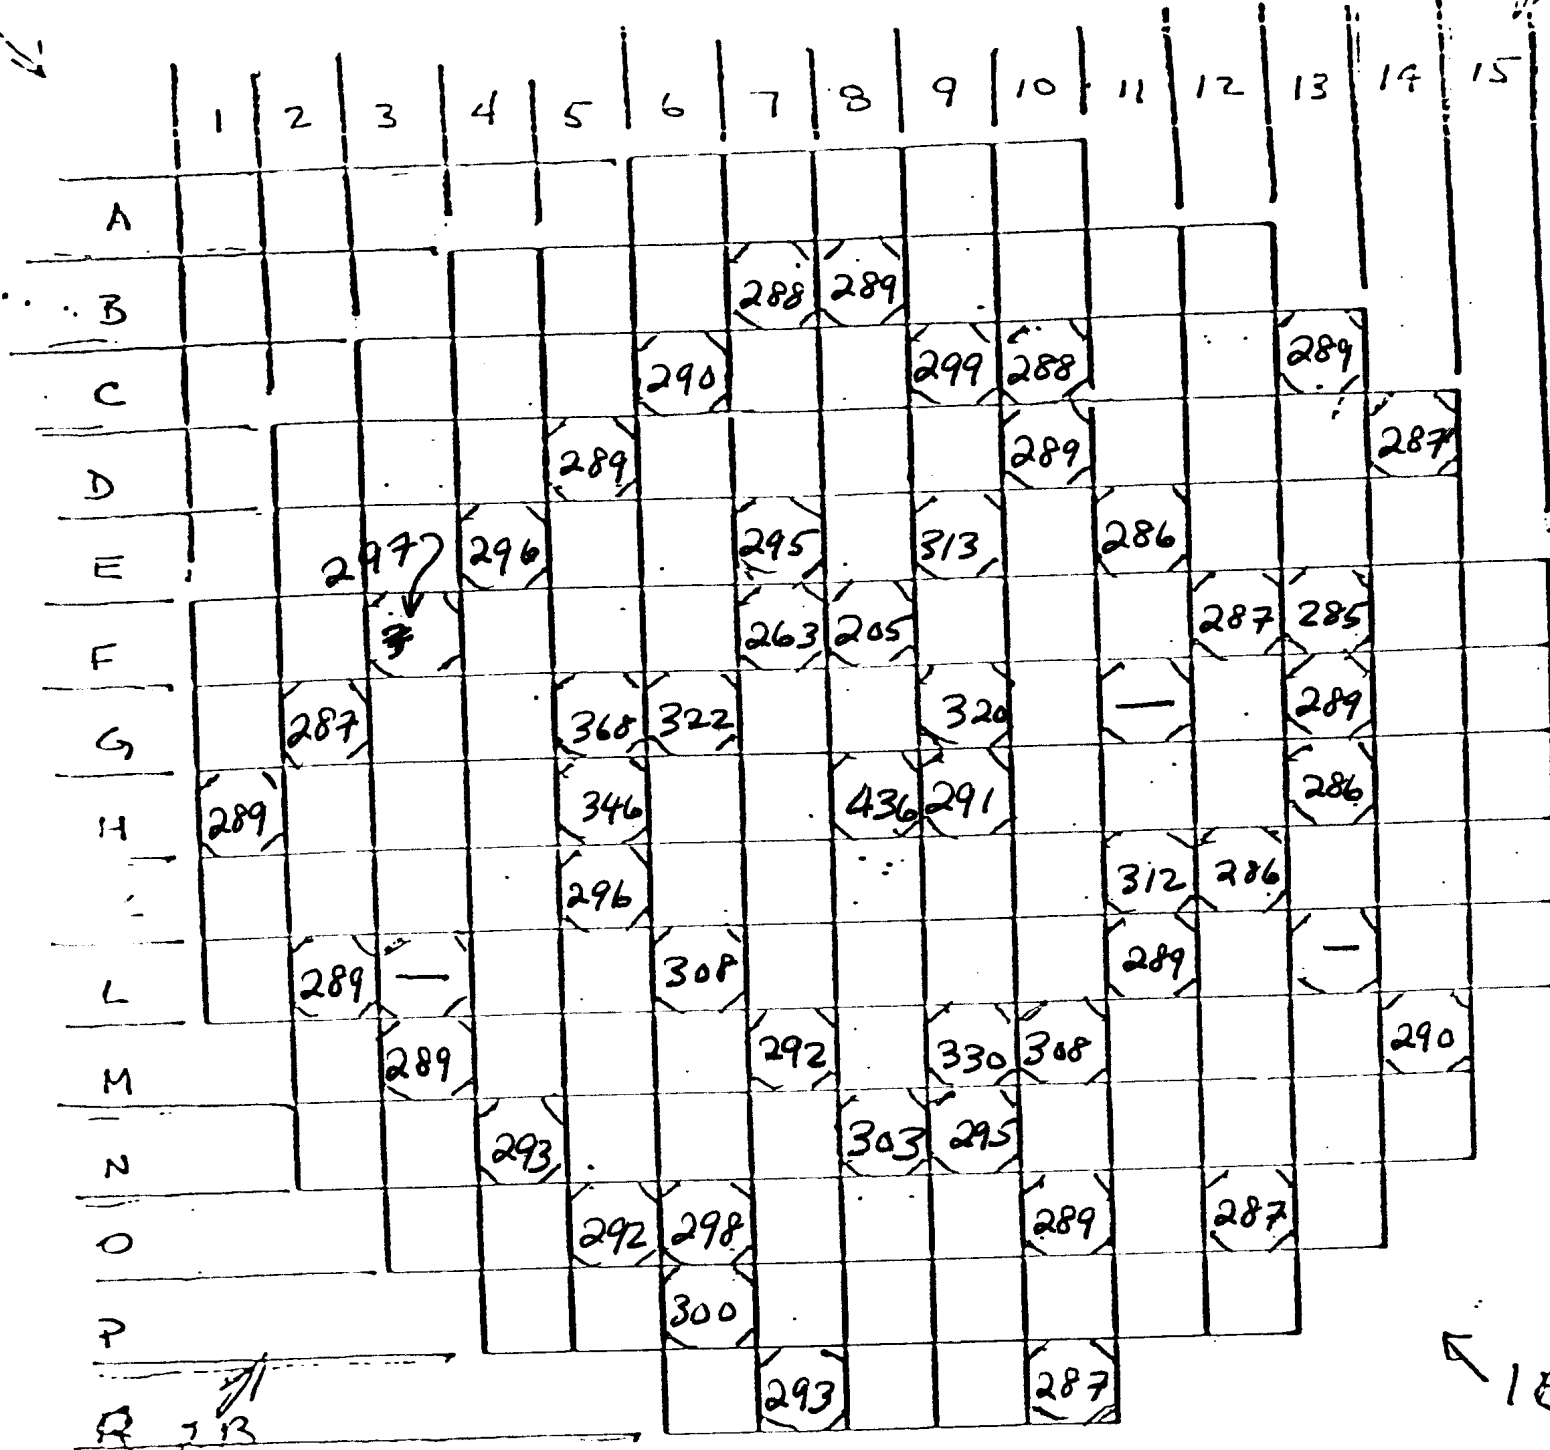 1 2 3 4 5 6 7 8 9 10 11 12 13 14 15
A
B 288 289
C 290 299 288 289
D 289 289 287
E 297 296 295 313 286
F 263 205 287 285
G 287 368 322 320 — 289
H 289 346 436 291 286
296 312 286
L 289 — 308 289 —
M 289 292 330 308 290
N 293 303 295
O 292 298 289 287
P 300
R 293 287